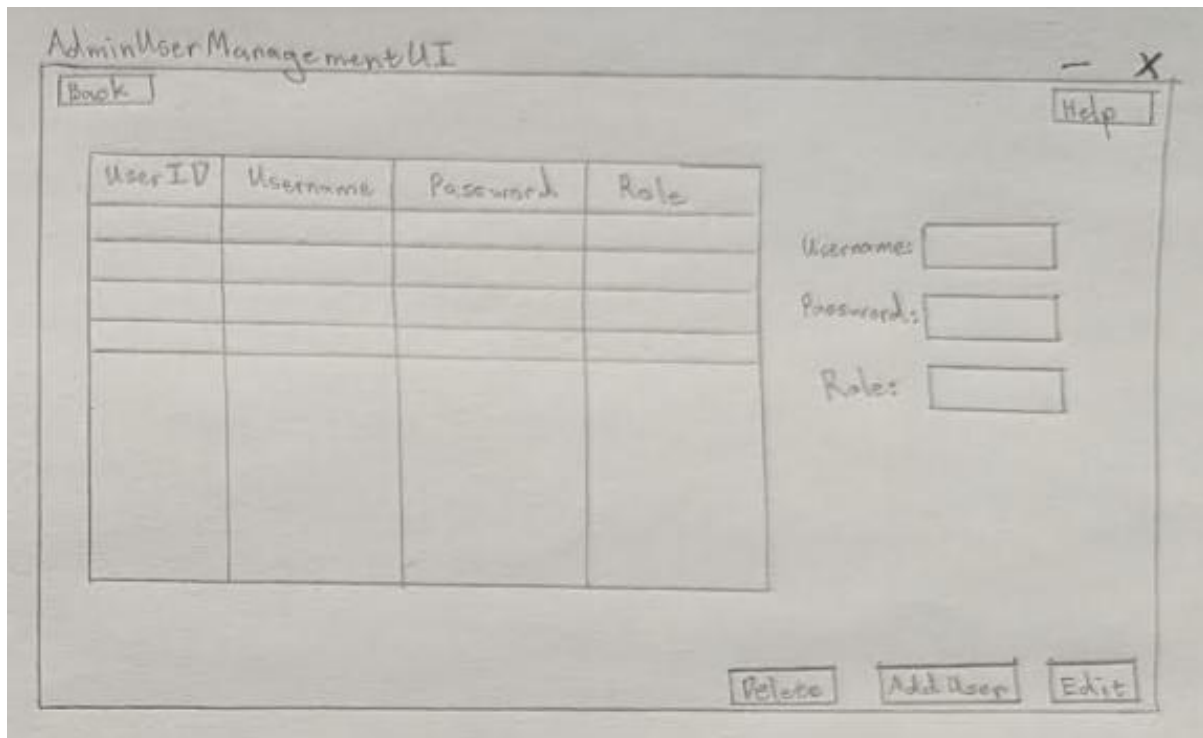 AdminUserManagementUI
— X
Back
Help
UserID Username Password Role
Username:
Password:
Role:
Delete Add User Edit